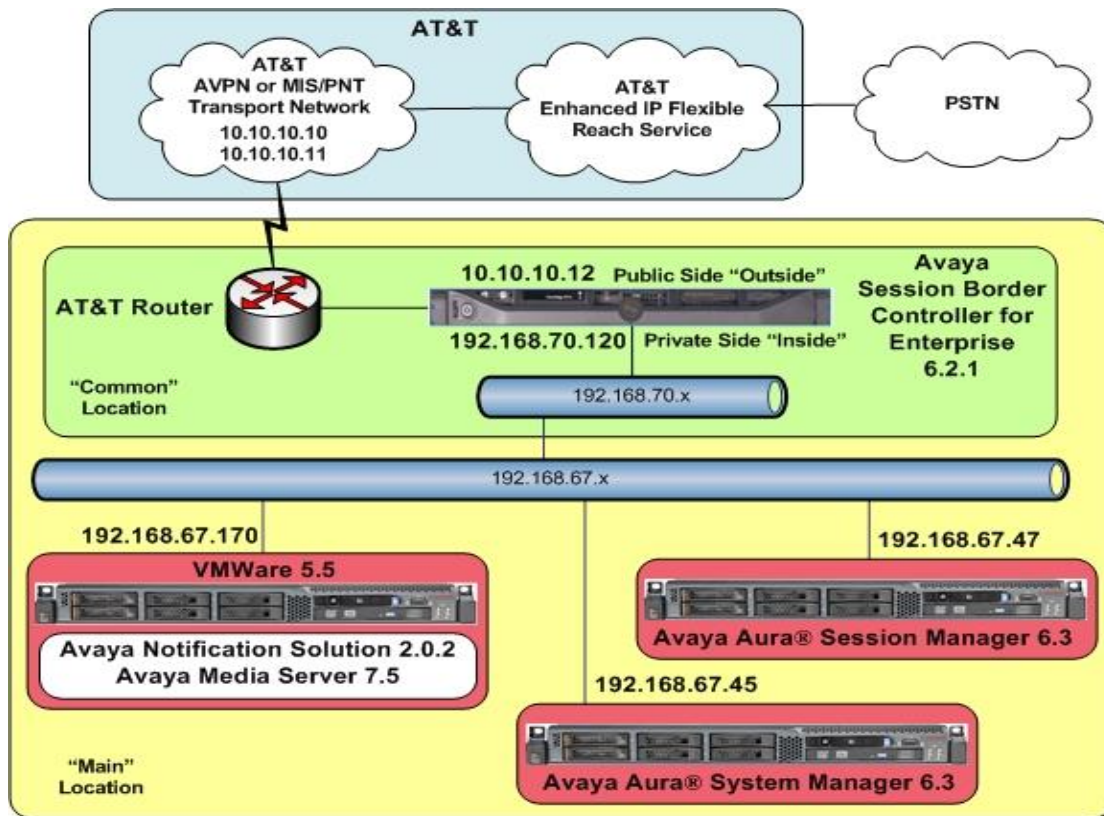 AT&T
AT&T
AVPN or MIS/PNT
Transport Network
10.10.10.10
10.10.10.11
AT&T
Enhanced IP Flexible
Reach Service
PSTN
AT&T Router
10.10.10.12
Public Side “Outside”
192.168.70.120
Private Side “Inside”
Avaya
Session Border
Controller for
Enterprise
6.2.1
“Common”
Location
192.168.70.x
192.168.67.x
192.168.67.170
VMWare 5.5
Avaya Notification Solution 2.0.2
Avaya Media Server 7.5
192.168.67.47
Avaya Aura® Session Manager 6.3
192.168.67.45
Avaya Aura® System Manager 6.3
“Main”
Location